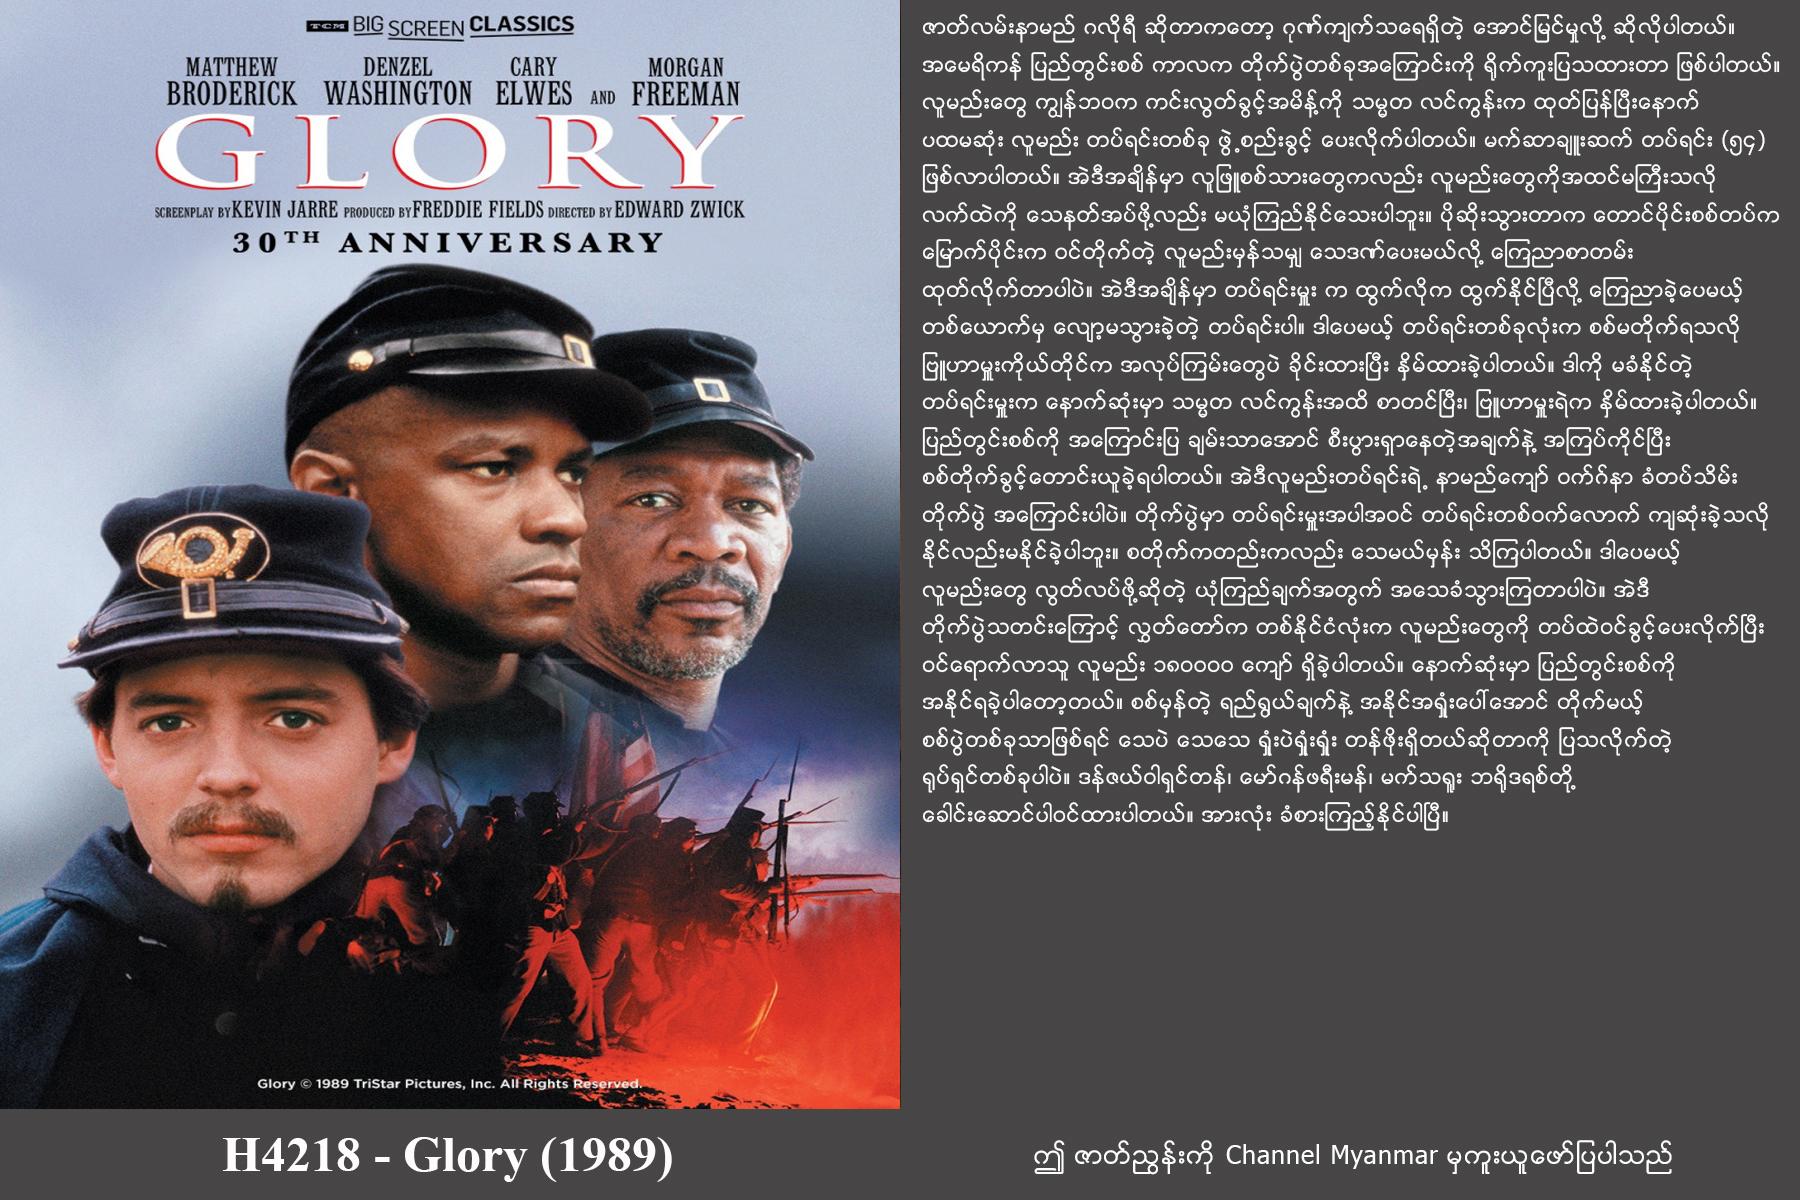 TCM BIG SCREEN CLASSICS
MATTHEW BRODERICK DENZEL WASHINGTON CARY ELWES AND MORGAN FREEMAN
GLORY
SCREENPLAY BY KEVIN JARRE PRODUCED BY FREDDIE FIELDS DIRECTED BY EDWARD ZWICK
30TH ANNIVERSARY
Glory © 1989 TriStar Pictures, Inc. All Rights Reserved.
H4218 - Glory (1989)
ဇာတ်လမ်းနာမည် ဂလိုရီ ဆိုတာကတော့ ဂုဏ်ကျက်သရေရှိတဲ့ အောင်မြင်မှုလို့ ဆိုလိုပါတယ်။
အမေရိကန် ပြည်တွင်းစစ် ကာလက တိုက်ပွဲတစ်ခုအကြောင်းကို ရိုက်ကူးပြသထားတာ ဖြစ်ပါတယ်။
လူမည်းတွေ ကျွန်ဘဝက ကင်းလွတ်ခွင့်အမိန့်ကို သမ္မတ လင်ကွန်းက ထုတ်ပြန်ပြီးနောက်
ပထမဆုံး လူမည်း တပ်ရင်းတစ်ခု ဖွဲ့စည်းခွင့် ပေးလိုက်ပါတယ်။ မက်ဆာချူးဆက် တပ်ရင်း (၅၄)
ဖြစ်လာပါတယ်။ အဲဒီအချိန်မှာ လူဖြူစစ်သားတွေကလည်း လူမည်းတွေကိုအထင်မကြီးသလို
လက်ထဲကို သေနတ်အပ်ဖို့လည်း မယုံကြည်နိုင်သေးပါဘူး။ ပိုဆိုးသွားတာက တောင်ပိုင်းစစ်တပ်က
မြောက်ပိုင်းက ဝင်တိုက်တဲ့ လူမည်းမှန်သမျှ သေဒဏ်ပေးမယ်လို့ ကြေညာစာတမ်း
ထုတ်လိုက်တာပါပဲ။ အဲဒီအချိန်မှာ တပ်ရင်းမှူး က ထွက်လိုက ထွက်နိုင်ပြီလို့ ကြေညာခဲ့ပေမယ့်
တစ်ယောက်မှ လျော့မသွားခဲ့တဲ့ တပ်ရင်းပါ။ ဒါပေမယ့် တပ်ရင်းတစ်ခုလုံးက စစ်မတိုက်ရသလို
ဗြူဟာမှူးကိုယ်တိုင်က အလုပ်ကြမ်းတွေပဲ ခိုင်းထားပြီး နှိမ်ထားခဲ့ပါတယ်။ ဒါကို မခံနိုင်တဲ့
တပ်ရင်းမှူးက နောက်ဆုံးမှာ သမ္မတ လင်ကွန်းအထိ စာတင်ပြီး၊ ဗြူဟာမှူးရဲက နှိမ်ထားခဲ့ပါတယ်။
ပြည်တွင်းစစ်ကို အကြောင်းပြ ချမ်းသာအောင် စီးပွားရှာနေတဲ့အချက်နဲ့ အကြပ်ကိုင်ပြီး
စစ်တိုက်ခွင့်တောင်းယူခဲ့ရပါတယ်။ အဲဒီလူမည်းတပ်ရင်းရဲ့ နာမည်ကျော် ဝက်ဂ်နာ ခံတပ်သိမ်း
တိုက်ပွဲ အကြောင်းပါပဲ။ တိုက်ပွဲမှာ တပ်ရင်းမှူးအပါအဝင် တပ်ရင်းတစ်ဝက်လောက် ကျဆုံးခဲ့သလို
နိုင်လည်းမနိုင်ခဲ့ပါဘူး။ စတိုက်ကတည်းကလည်း သေမယ်မှန်း သိကြပါတယ်။ ဒါပေမယ့်
လူမည်းတွေ လွတ်လပ်ဖို့ဆိုတဲ့ ယုံကြည်ချက်အတွက် အသေခံသွားကြတာပါပဲ။ အဲဒီ
တိုက်ပွဲသတင်းကြောင့် လွှတ်တော်က တစ်နိုင်ငံလုံးက လူမည်းတွေကို တပ်ထဲဝင်ခွင့်ပေးလိုက်ပြီး
ဝင်ရောက်လာသူ လူမည်း ၁၈၀၀၀၀ ကျော် ရှိခဲ့ပါတယ်။ နောက်ဆုံးမှာ ပြည်တွင်းစစ်ကို
အနိုင်ရခဲ့ပါတော့တယ်။ စစ်မှန်တဲ့ ရည်ရွယ်ချက်နဲ့ အနိုင်အရှုံးပေါ်အောင် တိုက်မယ့်
စစ်ပွဲတစ်ခုသာဖြစ်ရင် သေပဲ သေသေ ရှုံးပဲရှုံးရှုံး တန်ဖိုးရှိတယ်ဆိုတာကို ပြသလိုက်တဲ့
ရုပ်ရှင်တစ်ခုပါပဲ။ ဒန်ဇယ်ဝါရှင်တန်၊ မော်ဂန်ဖရီးမန်၊ မက်သရူး ဘရိုဒရစ်တို့
ခေါင်းဆောင်ပါဝင်ထားပါတယ်။ အားလုံး ခံစားကြည့်နိုင်ပါပြီ။
ဤ ဇာတ်ညွှန်းကို Channel Myanmar မှကူးယူဖော်ပြပါသည်